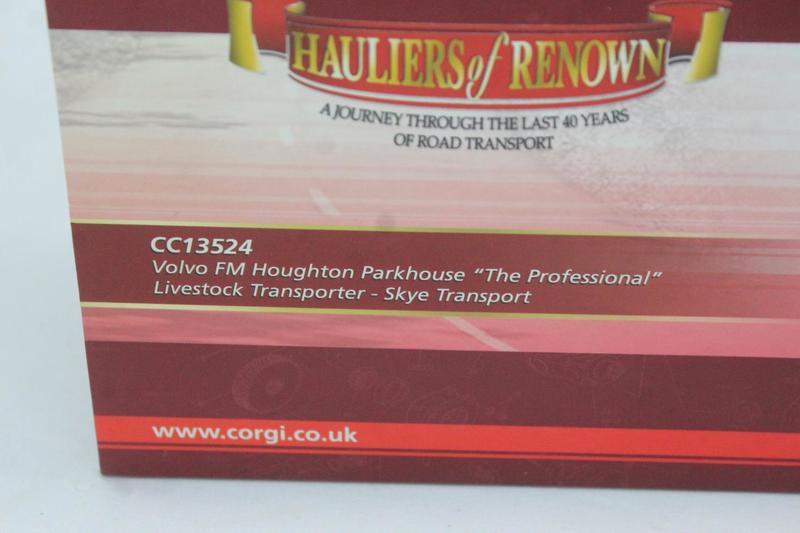 HAULIERS of RENOWN
A JOURNEY THROUGH THE LAST 40 YEARS
OF ROAD TRANSPORT
CC13524
Volvo FM Houghton Parkhouse “The Professional”
Livestock Transporter - Skye Transport
www.corgi.co.uk